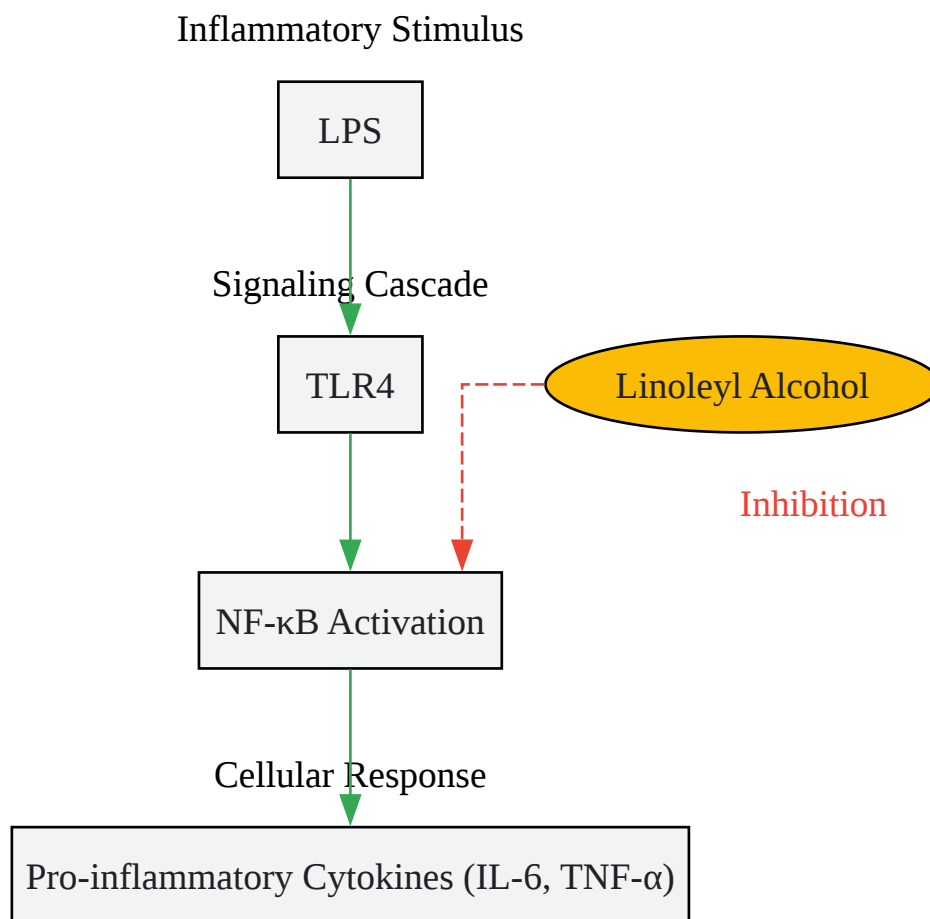 Inflammatory Stimulus
LPS
Signaling Cascade
TLR4
Linoleyl Alcohol
Inhibition
NF-κB Activation
Cellular Response
Pro-inflammatory Cytokines (IL-6, TNF-α)